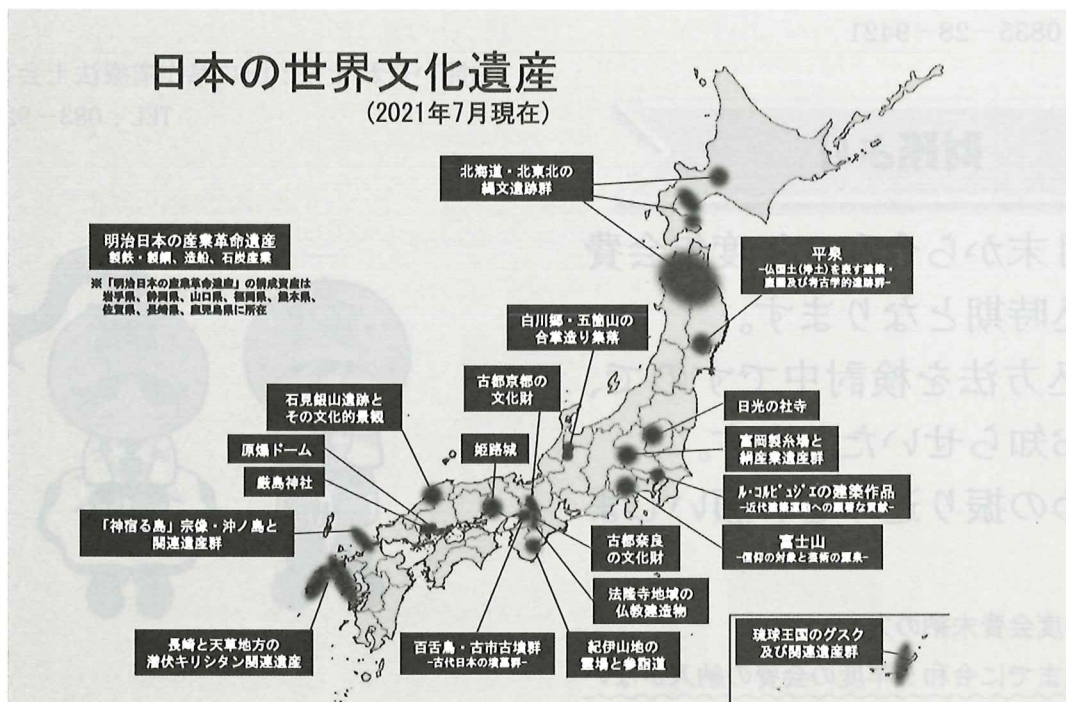 日本の世界文化遺産
(2021年7月現在)
北海道・北東北の
縄文遺跡群
明治日本の産業革命遺産
製鉄・製鋼、造船、石炭産業
※「明治日本の産業革命遺産」の構成資産は
岩手県、静岡県、山口県、福岡県、熊本県、
佐賀県、長崎県、鹿児島県に所在
平泉
-仏国土(浄土)を表す建築・
庭園及び考古学的遺跡群-
白川郷・五箇山の
合掌造り集落
古都京都の
文化財
石見銀山遺跡と
その文化的景観
日光の社寺
姫路城
富岡製糸場と
絹産業遺産群
原爆ドーム
厳島神社
ル・コルビュジエの建築作品
-近代建築運動への顕著な貢献-
「神宿る島」宗像・沖ノ島と
関連遺産群
古都奈良
の文化財
富士山
-信仰の対象と芸術の源泉-
法隆寺地域の
仏教建造物
長崎と天草地方の
潜伏キリシタン関連遺産
百舌鳥・古市古墳群
-古代日本の墳墓群-
紀伊山地の
霊場と参詣道
琉球王国のグスク
及び関連遺産群
0835-28-9421